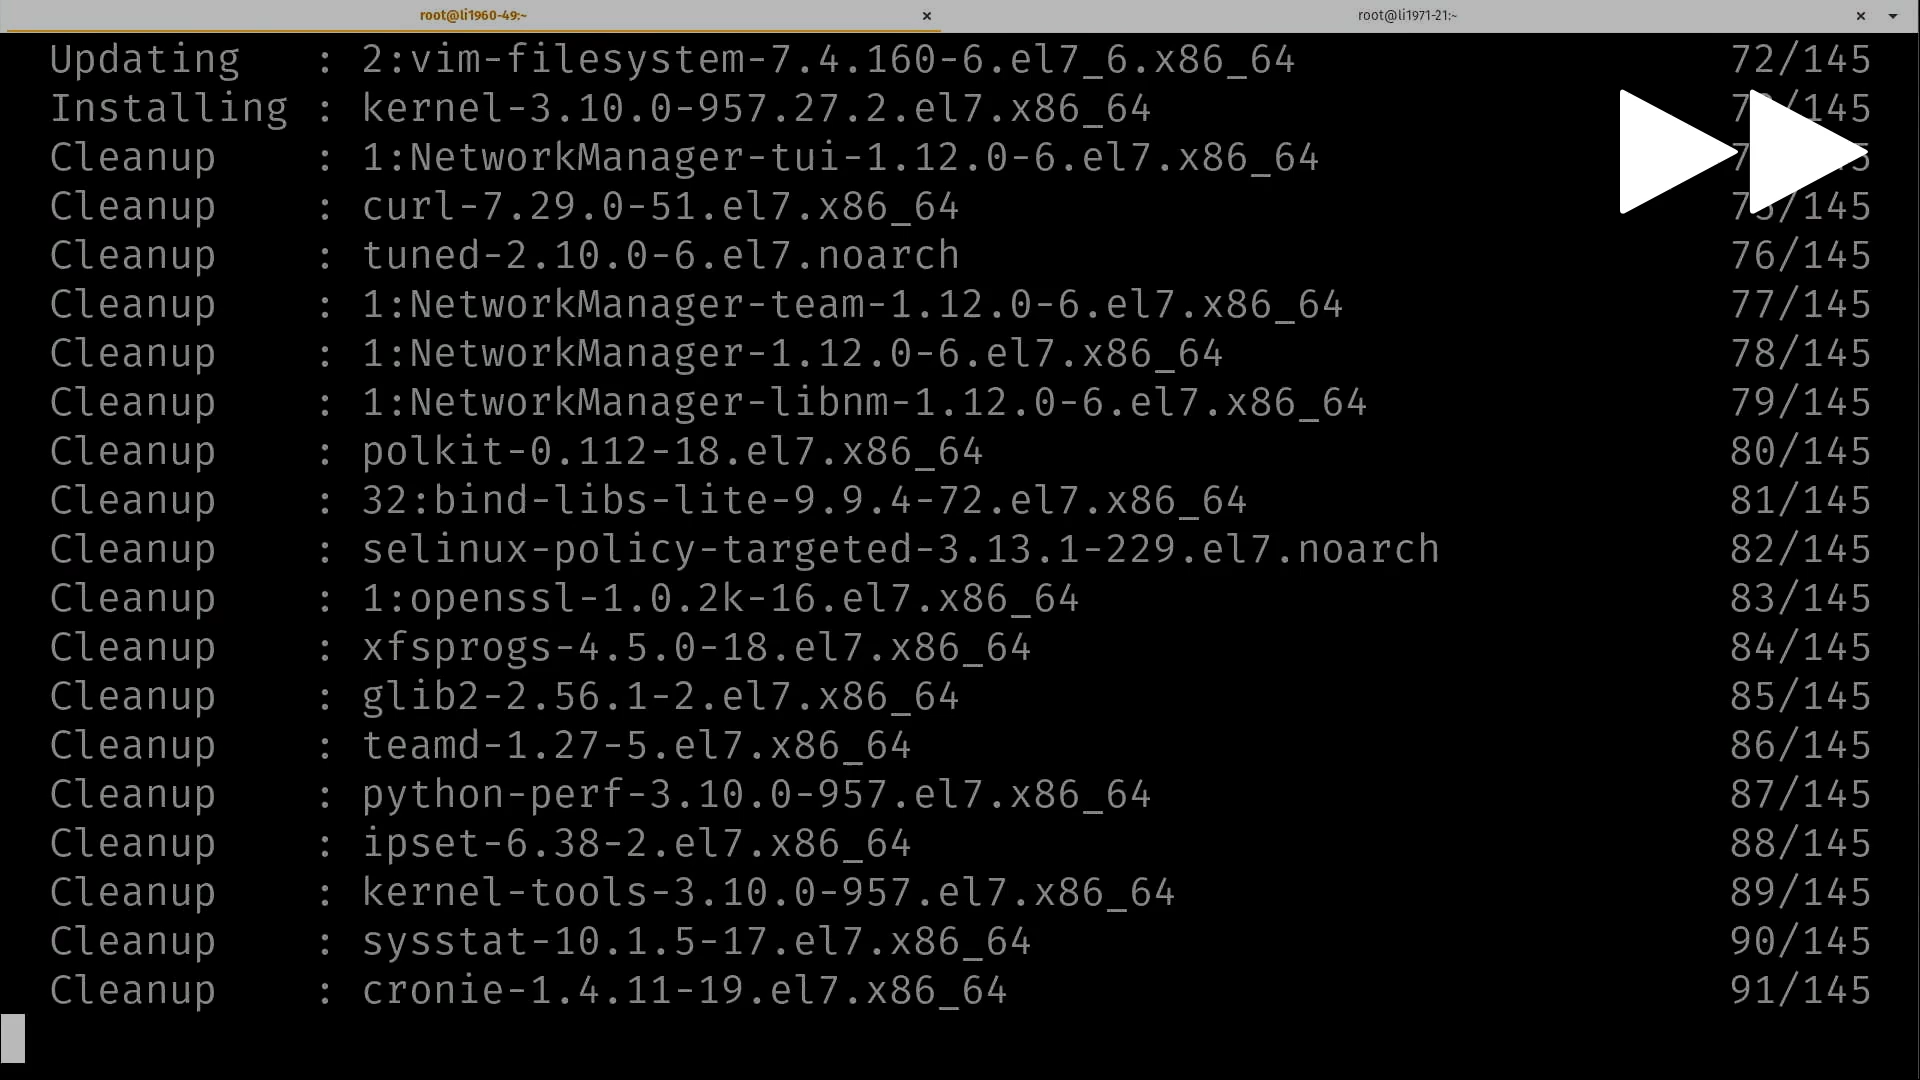 root@li1960-49:~ × root@li1971-21:~ ×
Updating : 2:vim-filesystem-7.4.160-6.el7_6.x86_64 72/145
Installing : kernel-3.10.0-957.27.2.el7.x86_64 /145
Cleanup : 1:NetworkManager-tui-1.12.0-6.el7.x86_64
Cleanup : curl-7.29.0-51.el7.x86_64 75/145
Cleanup : tuned-2.10.0-6.el7.noarch 76/145
Cleanup : 1:NetworkManager-team-1.12.0-6.el7.x86_64 77/145
Cleanup : 1:NetworkManager-1.12.0-6.el7.x86_64 78/145
Cleanup : 1:NetworkManager-libnm-1.12.0-6.el7.x86_64 79/145
Cleanup : polkit-0.112-18.el7.x86_64 80/145
Cleanup : 32:bind-libs-lite-9.9.4-72.el7.x86_64 81/145
Cleanup : selinux-policy-targeted-3.13.1-229.el7.noarch 82/145
Cleanup : 1:openssl-1.0.2k-16.el7.x86_64 83/145
Cleanup : xfsprogs-4.5.0-18.el7.x86_64 84/145
Cleanup : glib2-2.56.1-2.el7.x86_64 85/145
Cleanup : teamd-1.27-5.el7.x86_64 86/145
Cleanup : python-perf-3.10.0-957.el7.x86_64 87/145
Cleanup : ipset-6.38-2.el7.x86_64 88/145
Cleanup : kernel-tools-3.10.0-957.el7.x86_64 89/145
Cleanup : sysstat-10.1.5-17.el7.x86_64 90/145
Cleanup : cronie-1.4.11-19.el7.x86_64 91/145